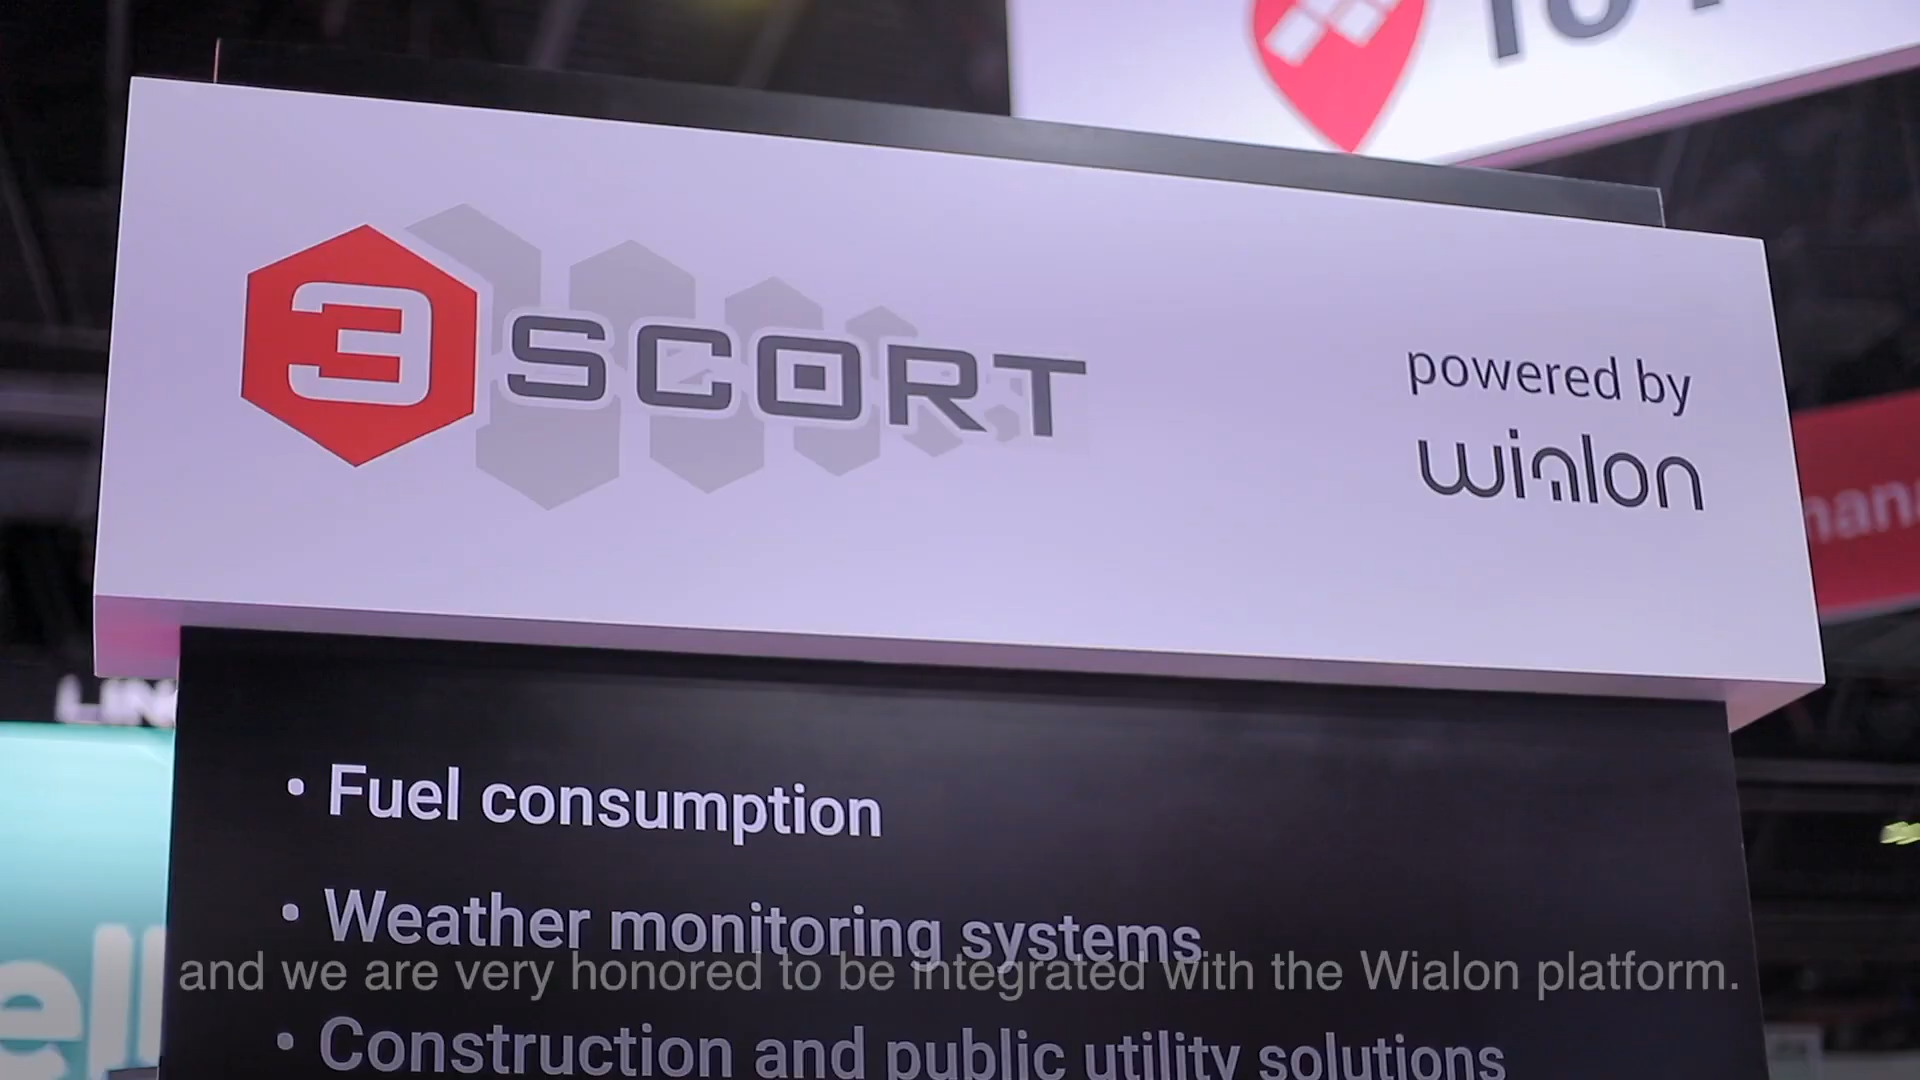 3SCORT
powered by
wialon
• Fuel consumption
• Weather monitoring systems
and we are very honored to be integrated with the Wialon platform.
• Construction and public utility solutions